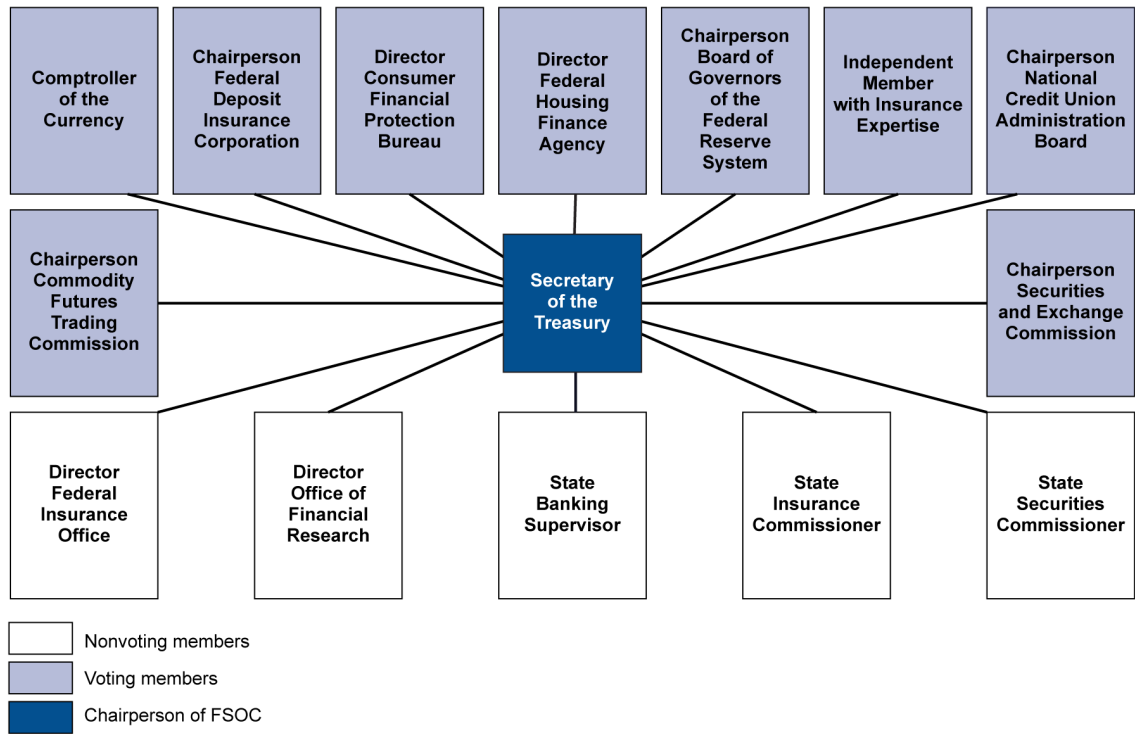 Comptroller
of the
Currency
Chairperson
Federal
Deposit
Insurance
Corporation
Director
Consumer
Financial
Protection
Bureau
Director
Federal
Housing
Finance
Agency
Chairperson
Board of
Governors
of the
Federal
Reserve
System
Independent
Member
with Insurance
Expertise
Chairperson
National
Credit Union
Administration
Board
Chairperson
Commodity
Futures
Trading
Commission
Secretary
of the
Treasury
Chairperson
Securities
and Exchange
Commission
Director
Federal
Insurance
Office
Director
Office of
Financial
Research
State
Banking
Supervisor
State
Insurance
Commissioner
State
Securities
Commissioner
Nonvoting members
Voting members
Chairperson of FSOC